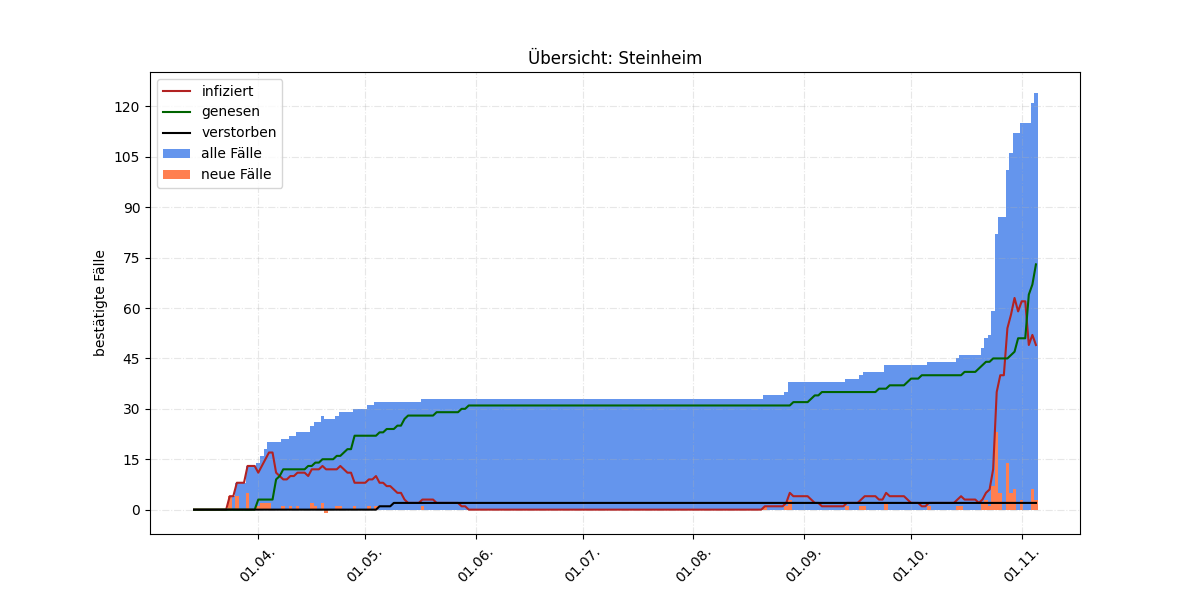 Übersicht: Steinheim
infiziert
genesen
verstorben
alle Fälle
neue Fälle
bestätigte Fälle
120
105
90
75
60
45
30
15
0
01.04.
01.05.
01.06.
01.07.
01.08.
01.09.
01.10.
01.11.